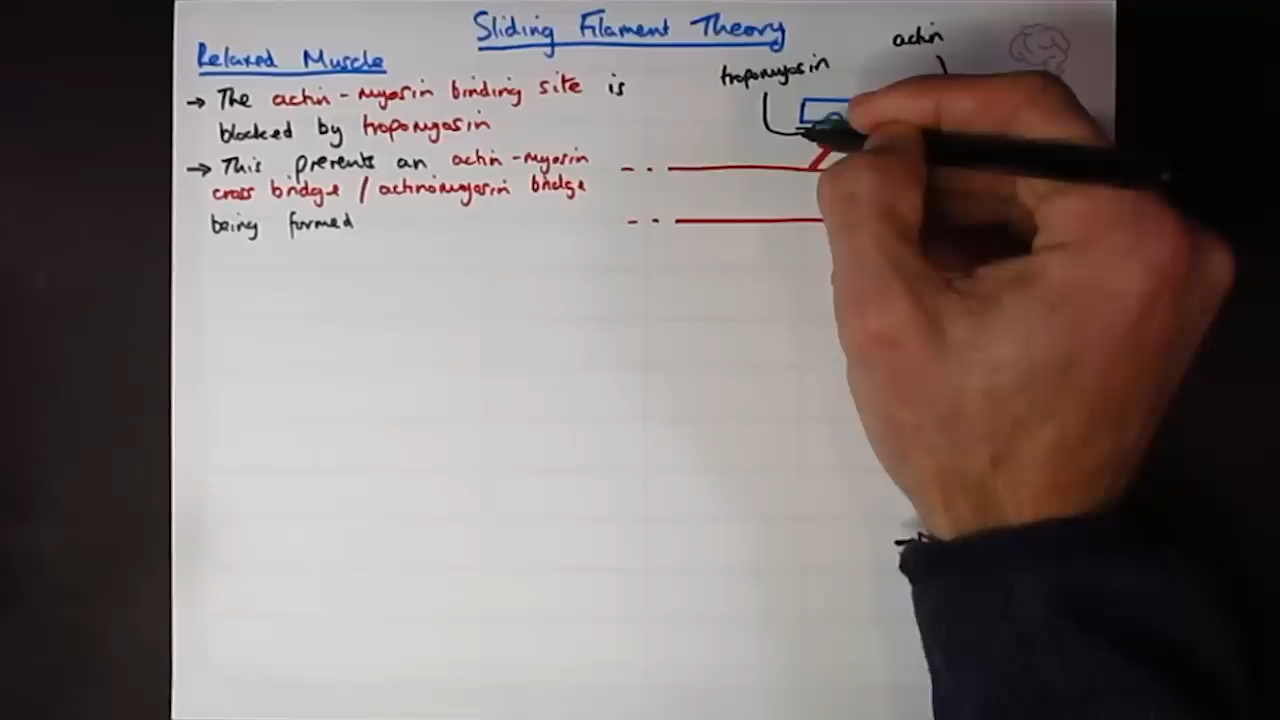 Sliding Filament Theory
Relaxed Muscle
→ The actin-myosin binding site is
blocked by tropomyosin
→ This prevents an actin-myosin
cross bridge / actinomyosin bridge
being formed
tropomyosin
actin